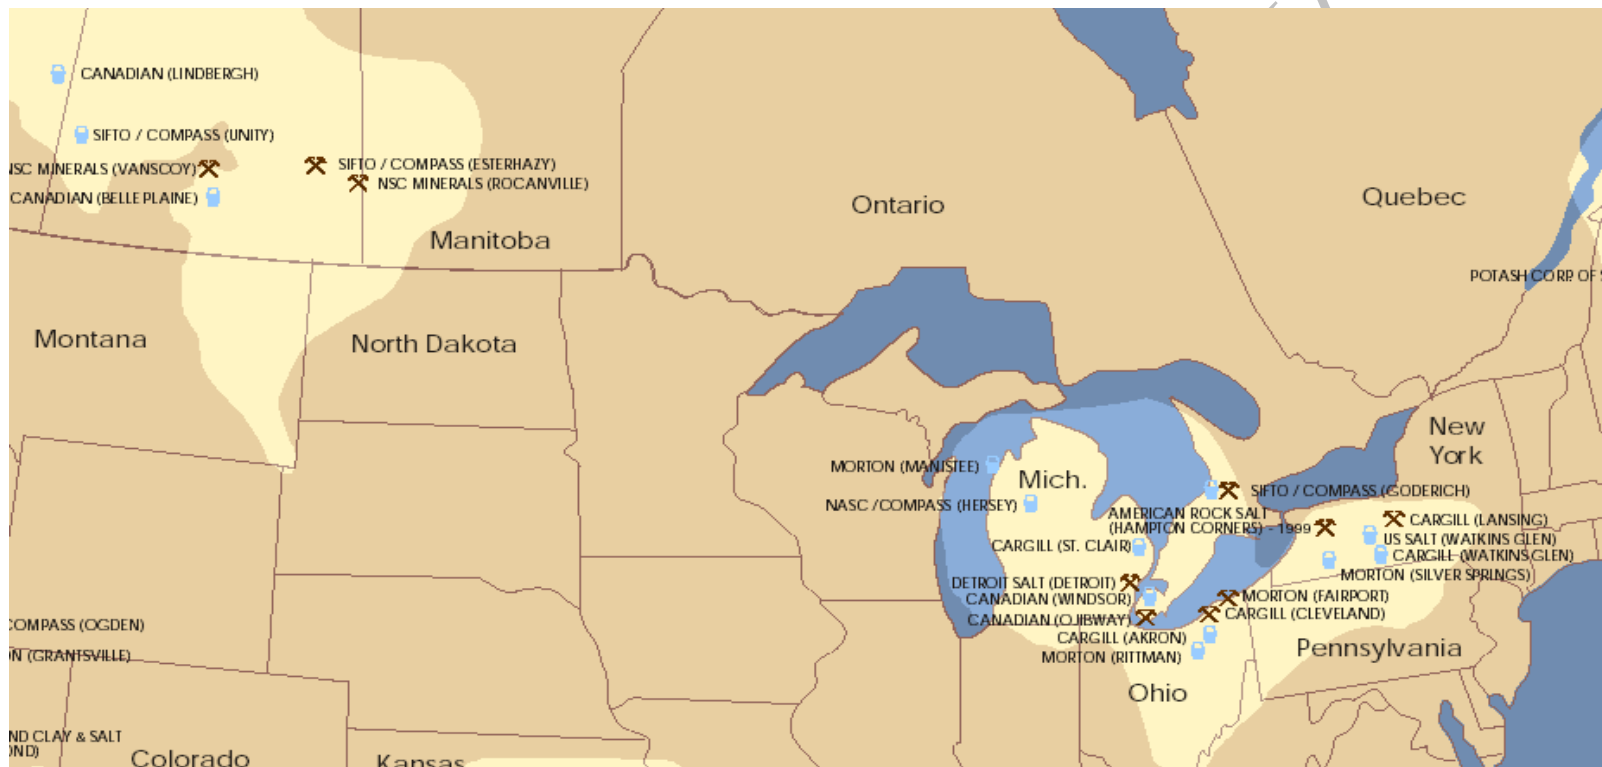 CANADIAN (LINDBERGH)
SIFTO / COMPASS (UNITY)
NSC MINERALS (VANSCOY)
SIFTO / COMPASS (ESTERHAZY)
NSC MINERALS (ROCANVILLE)
CANADIAN (BELLE PLAINE)
Ontario
Quebec
Manitoba
POTASH CORP. OF
Montana
North Dakota
New
York
MORTON (MANISTEE)
Mich.
NASC / COMPASS (HERSEY)
SIFTO / COMPASS (GODERICH)
AMERICAN ROCK SALT
(HAMPTON CORNERS) - 1999
CARGILL (LANSING)
US SALT (WATKINS GLEN)
CARGILL (WATKINS GLEN)
MORTON (SILVER SPRINGS)
CARGILL (ST. CLAIR)
DETROIT SALT (DETROIT)
CANADIAN (WINDSOR)
MORTON (FAIRPORT)
CANADIAN (OJIBWAY)
CARGILL (CLEVELAND)
CARGILL (AKRON)
MORTON (RITTMAN)
Pennsylvania
Ohio
COMPASS (OGDEN)
(GRANTSVILLE)
CLAY & SALT
Colorado
Kansas